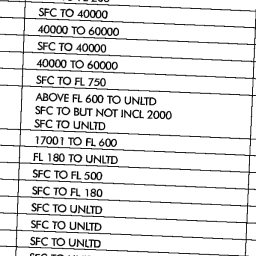 SFC TO 40000
40000 TO 60000
SFC TO 40000
40000 TO 60000
SFC TO FL 750
ABOVE FL 600 TO UNLTD
SFC TO BUT NOT INCL 2000
SFC TO UNLTD
17001 TO FL 600
FL 180 TO UNLTD
SFC TO FL 500
SFC TO FL 180
SFC TO UNLTD
SFC TO UNLTD
SFC TO UNLTD